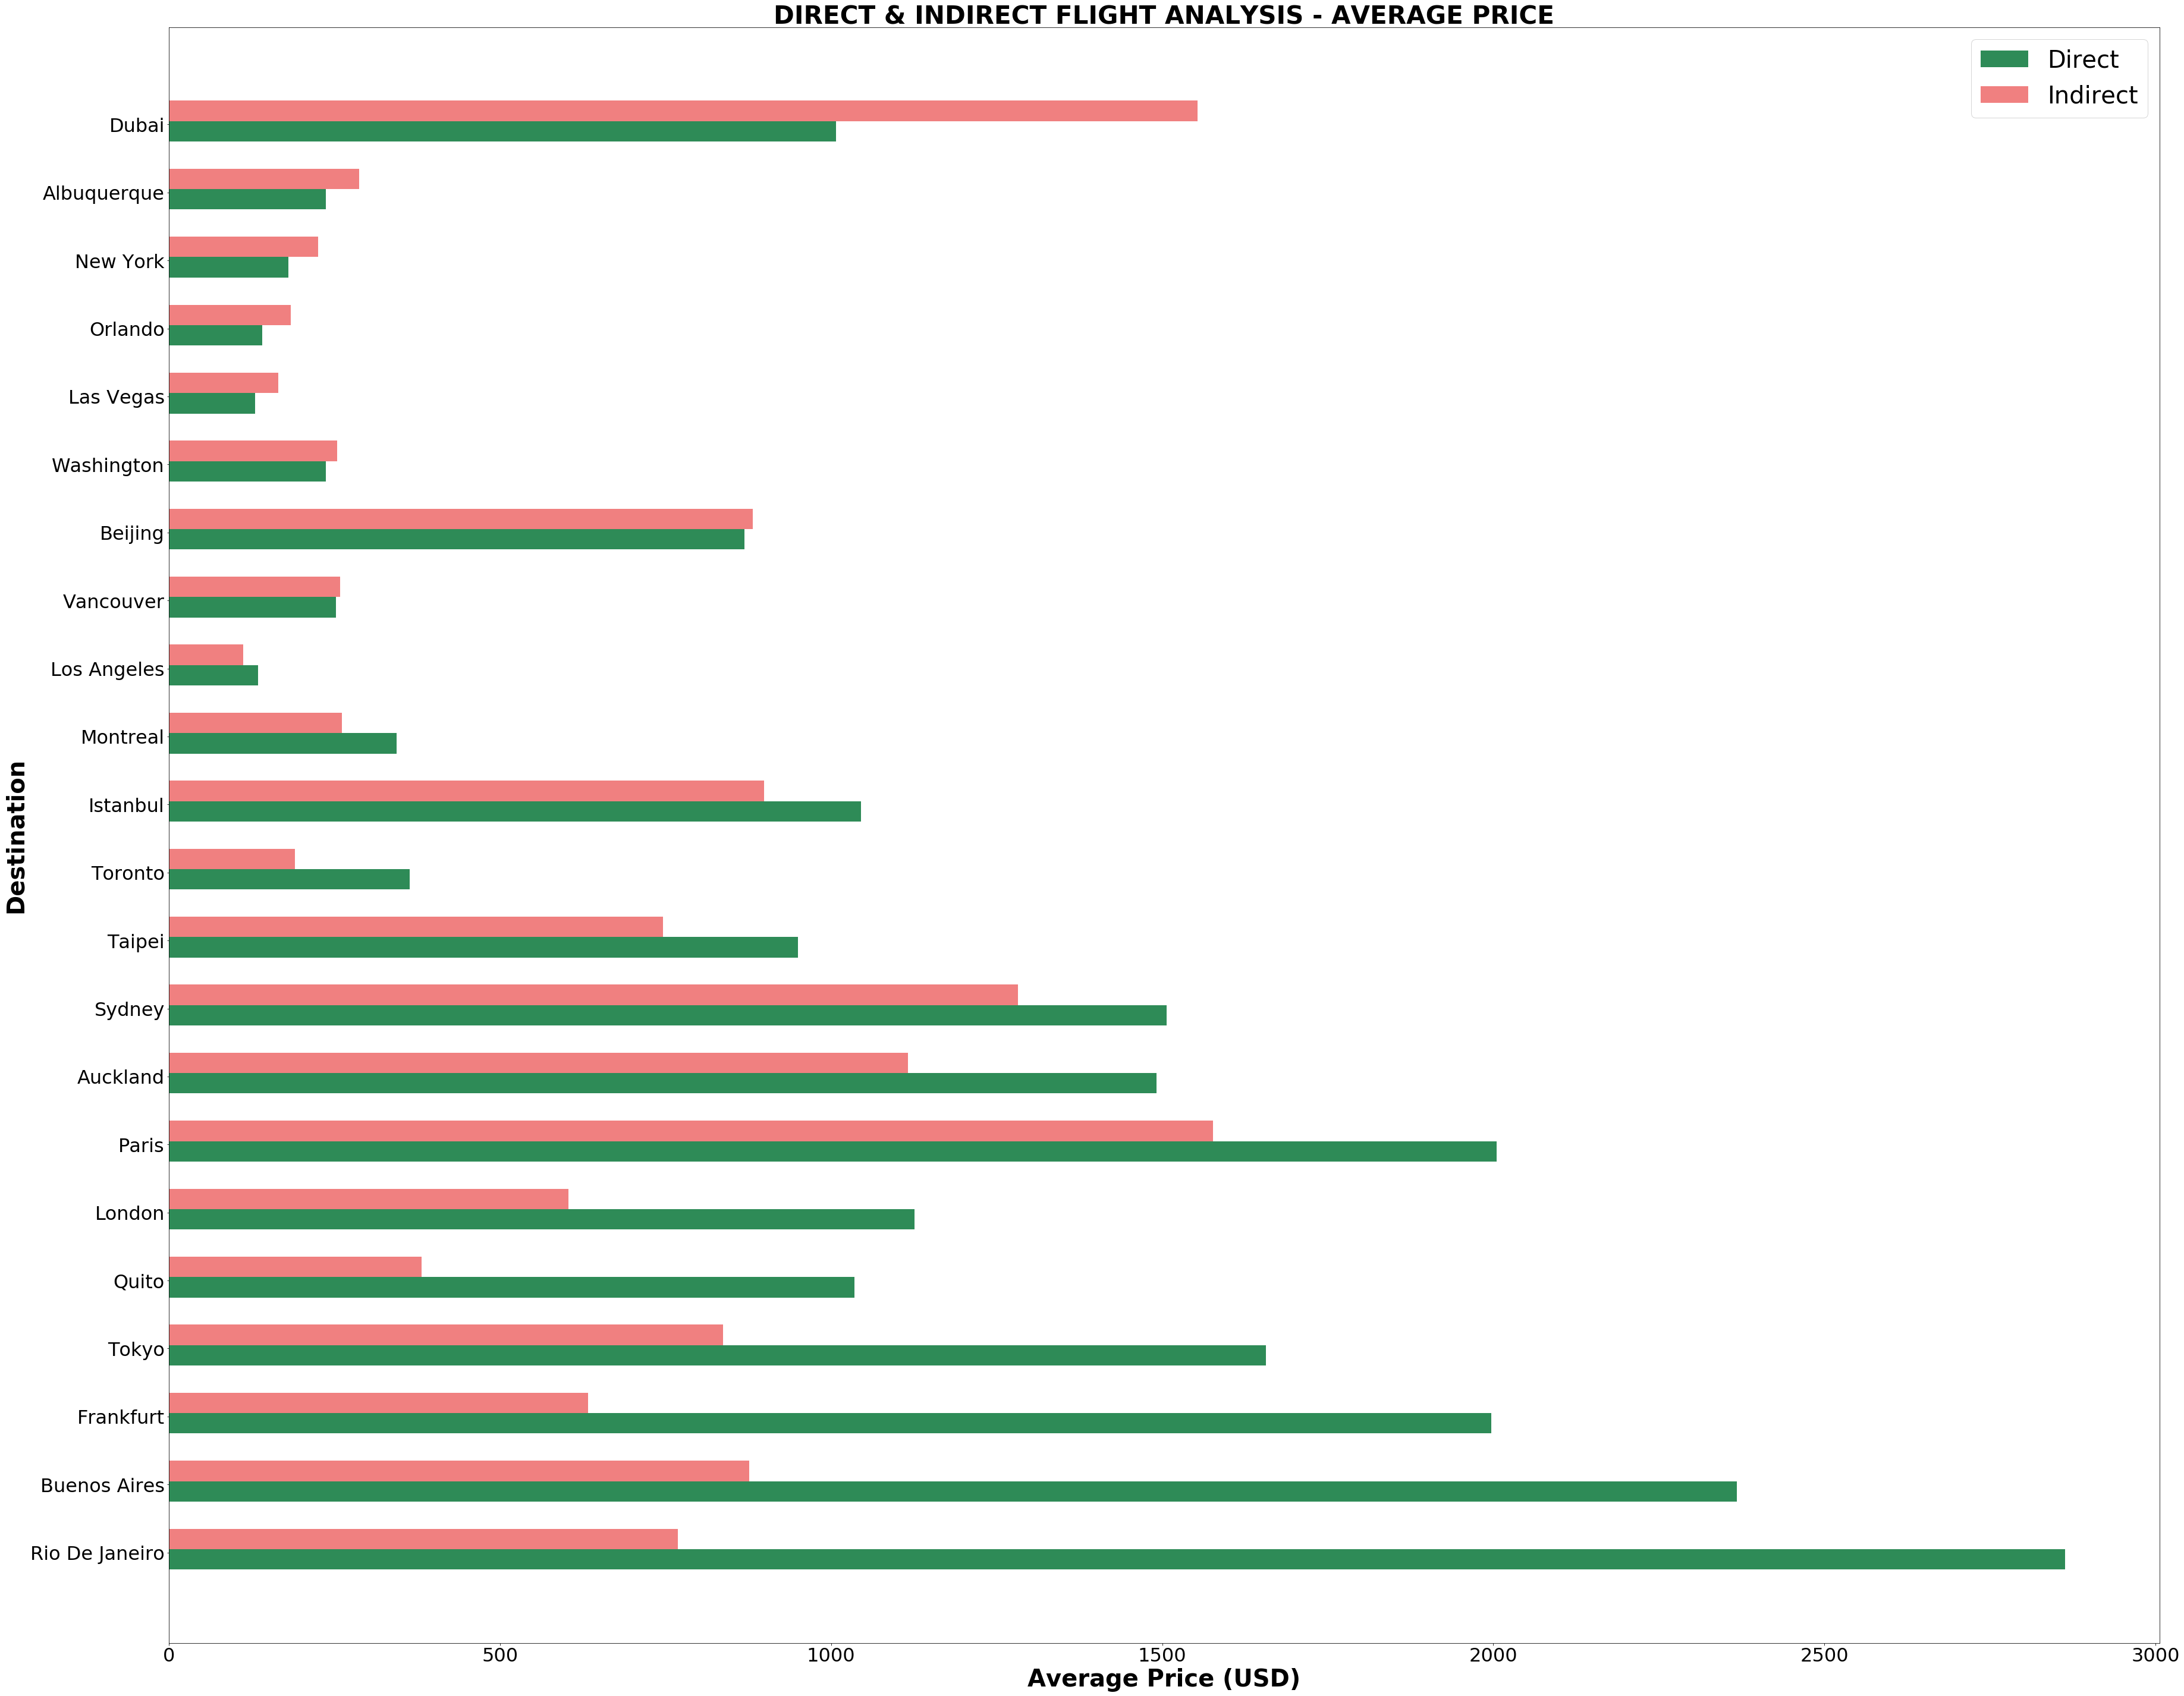 DIRECT & INDIRECT FLIGHT ANALYSIS - AVERAGE PRICE
Direct
Indirect
Destination
Dubai
Albuquerque
New York
Orlando
Las Vegas
Washington
Beijing
Vancouver
Los Angeles
Montreal
Istanbul
Toronto
Taipei
Sydney
Auckland
Paris
London
Quito
Tokyo
Frankfurt
Buenos Aires
Rio De Janeiro
0 500 1000 1500 2000 2500 3000
Average Price (USD)